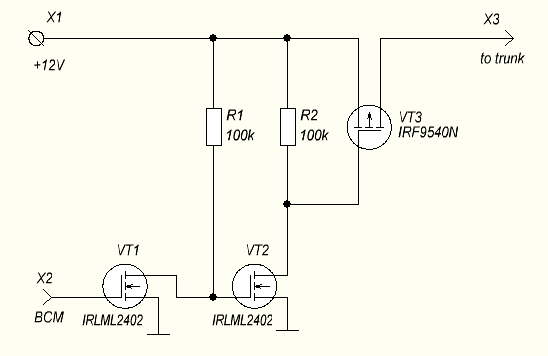 X1
X3
+12V
to trunk
R1
100k
R2
100k
VT3
IRF9540N
VT1
VT2
X2
BCM
IRLML2402
IRLML2402